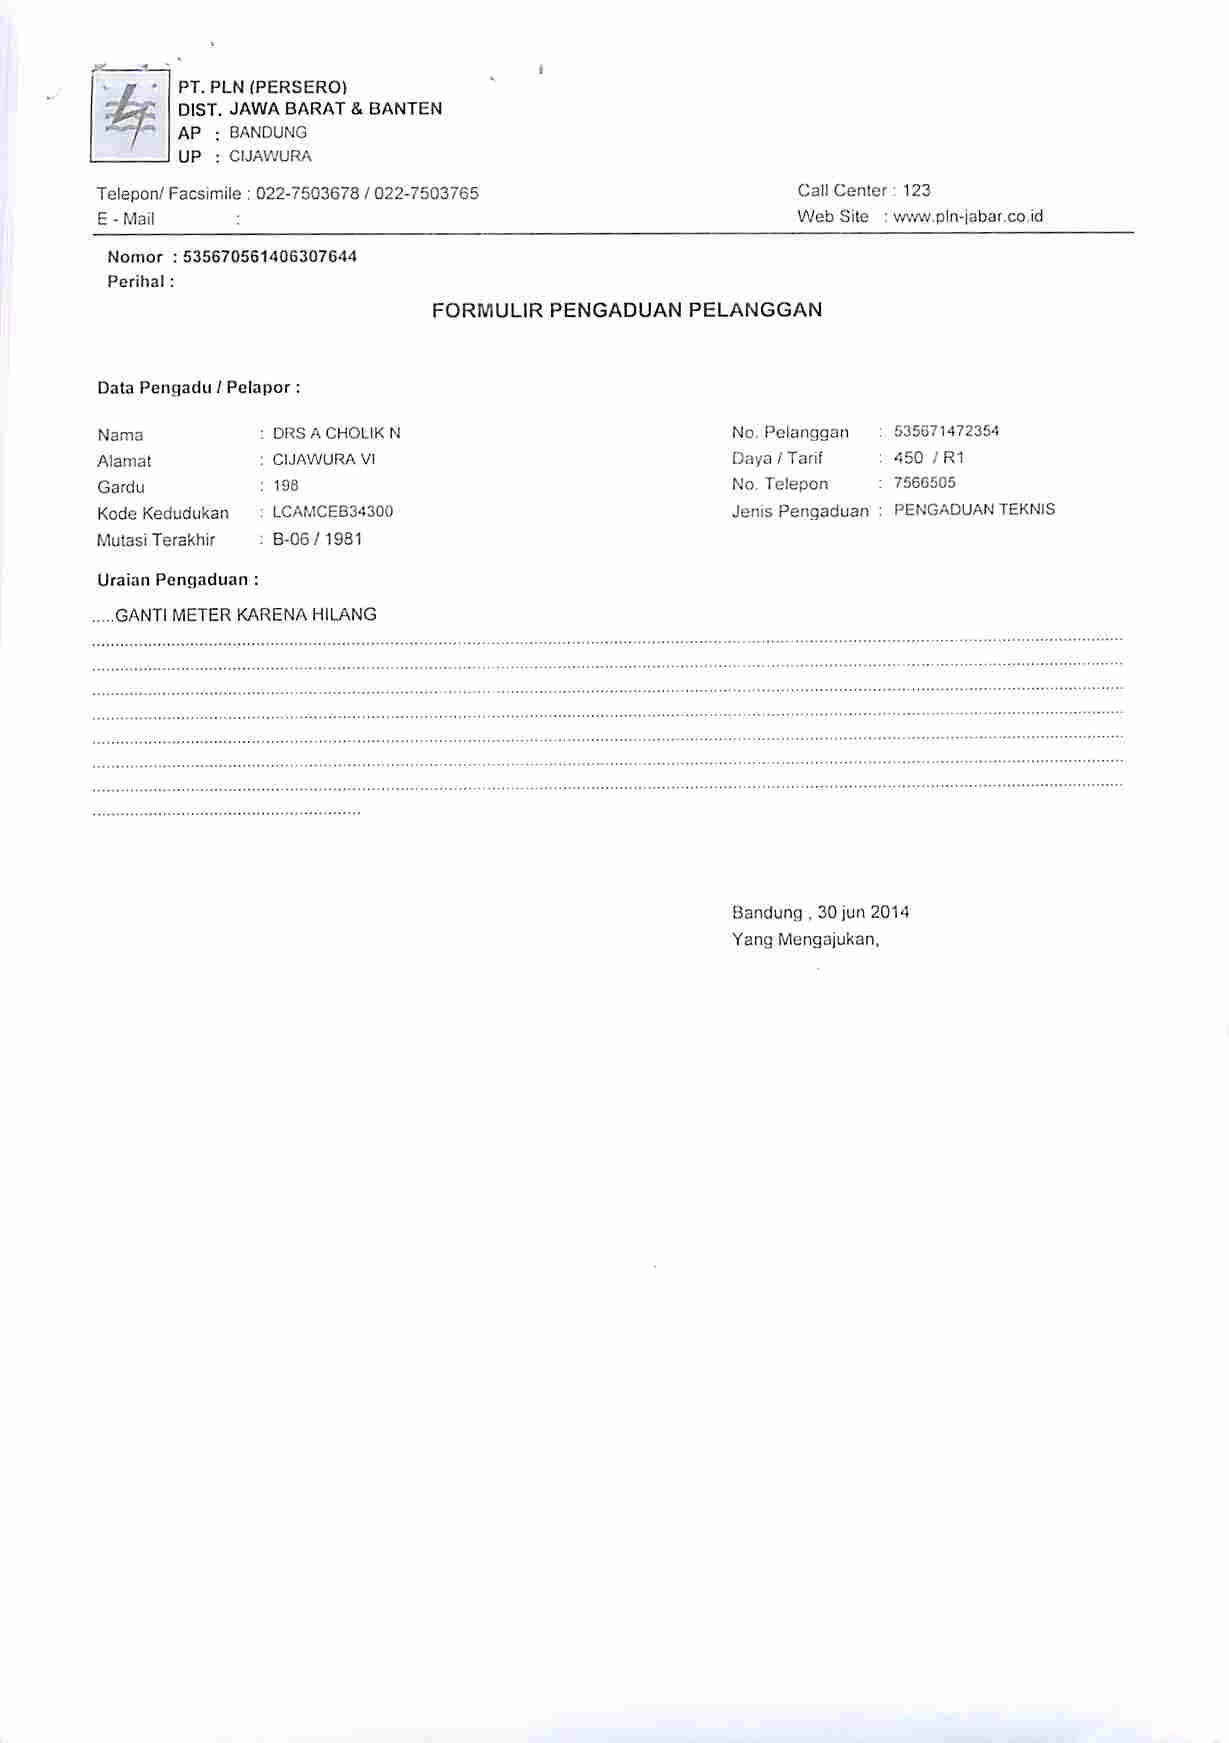 PT. PLN (PERSERO)
DIST. JAWA BARAT & BANTEN
AP : BANDUNG
UP : CIJAWURA
Telepon/ Facsimile : 022-7503678 / 022-7503765
Call Center : 123
E - Mail :
Web Site : www.pln-jabar.co.id
Nomor : 535670561406307644
Perihal :
FORMULIR PENGADUAN PELANGGAN
Data Pengadu / Pelapor :
Nama : DRS A CHOLIK N
No. Pelanggan : 535671472354
Alamat : CIJAWURA VI
Daya / Tarif : 450 / R1
Gardu : 198
No. Telepon : 7566505
Kode Kedudukan : LCAMCEB34300
Jenis Pengaduan : PENGADUAN TEKNIS
Mutasi Terakhir : B-06 / 1981
Uraian Pengaduan :
.....GANTI METER KARENA HILANG
Bandung , 30 jun 2014
Yang Mengajukan,